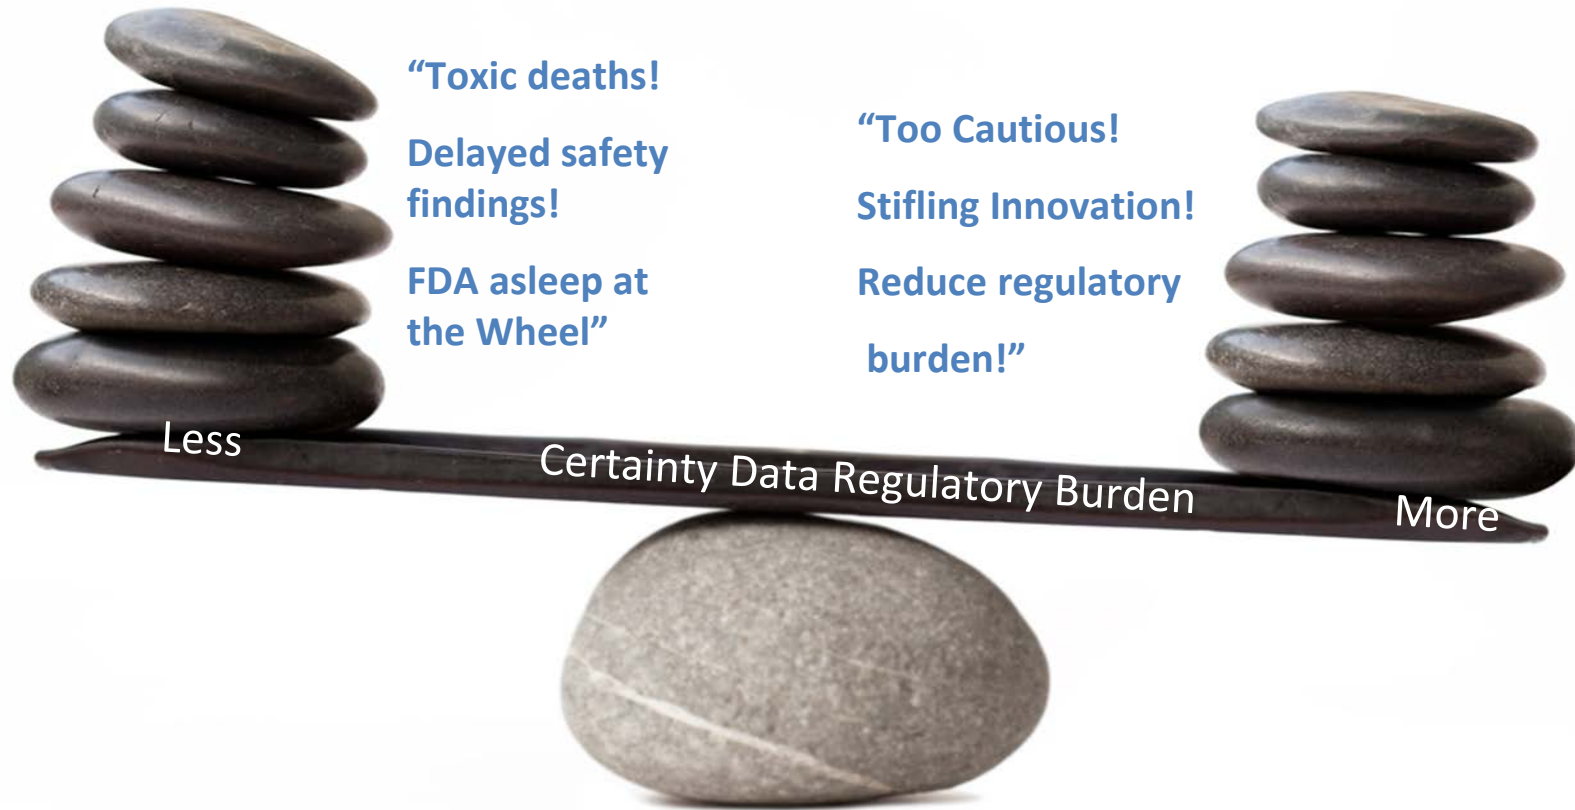 “Toxic deaths!
Delayed safety
findings!
FDA asleep at
the Wheel”
“Too Cautious!
Stifling Innovation!
Reduce regulatory
burden!”
Less
Certainty Data Regulatory Burden
More